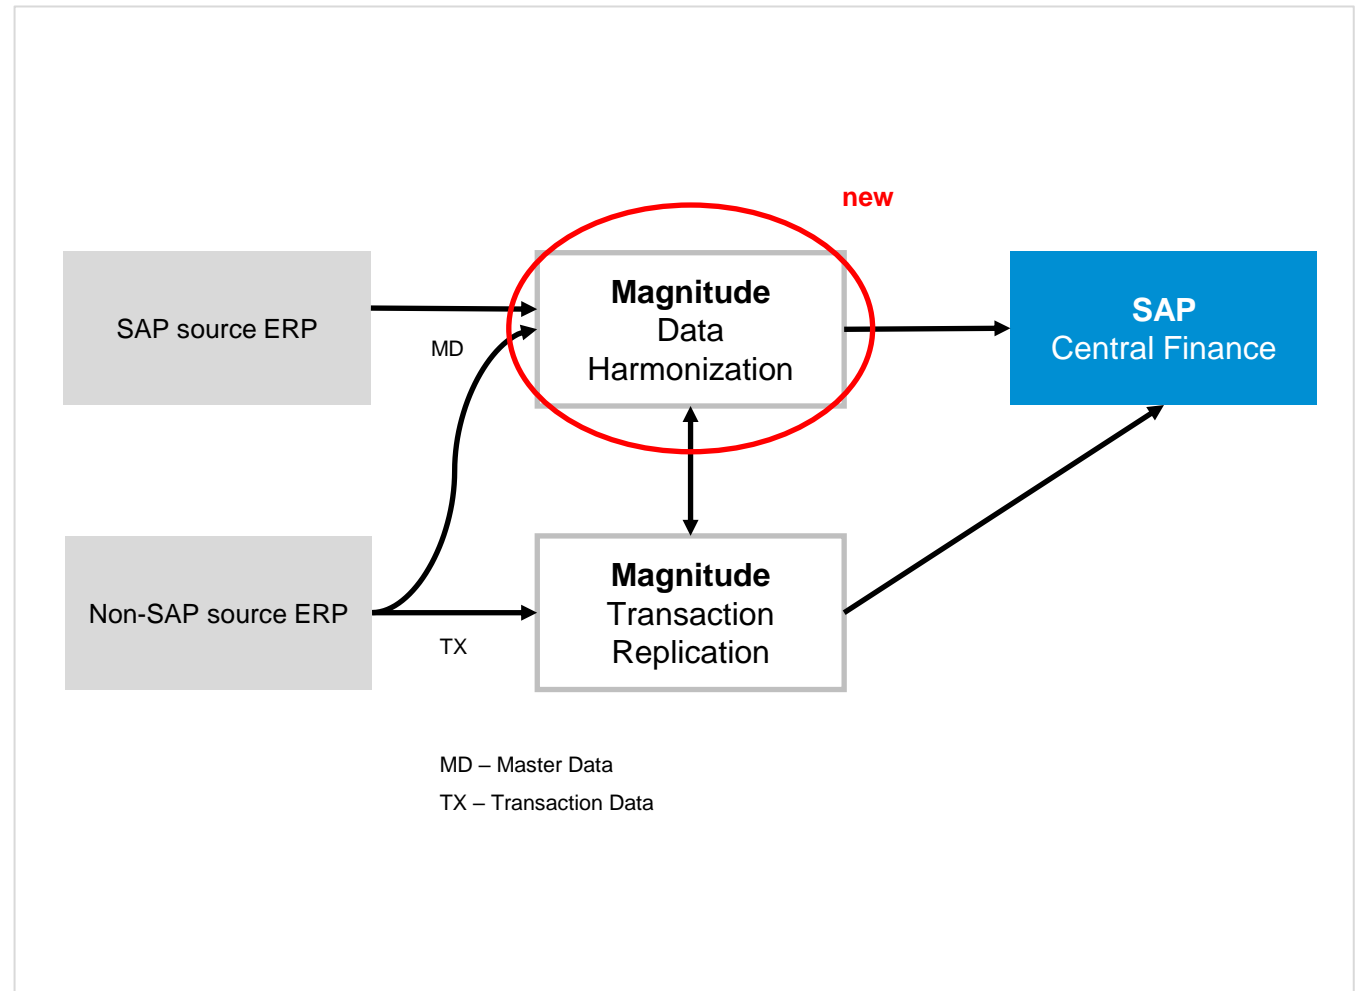 new
SAP source ERP
MD
Magnitude
Data
Harmonization
SAP
Central Finance
Non-SAP source ERP
TX
Magnitude
Transaction
Replication
MD – Master Data
TX – Transaction Data